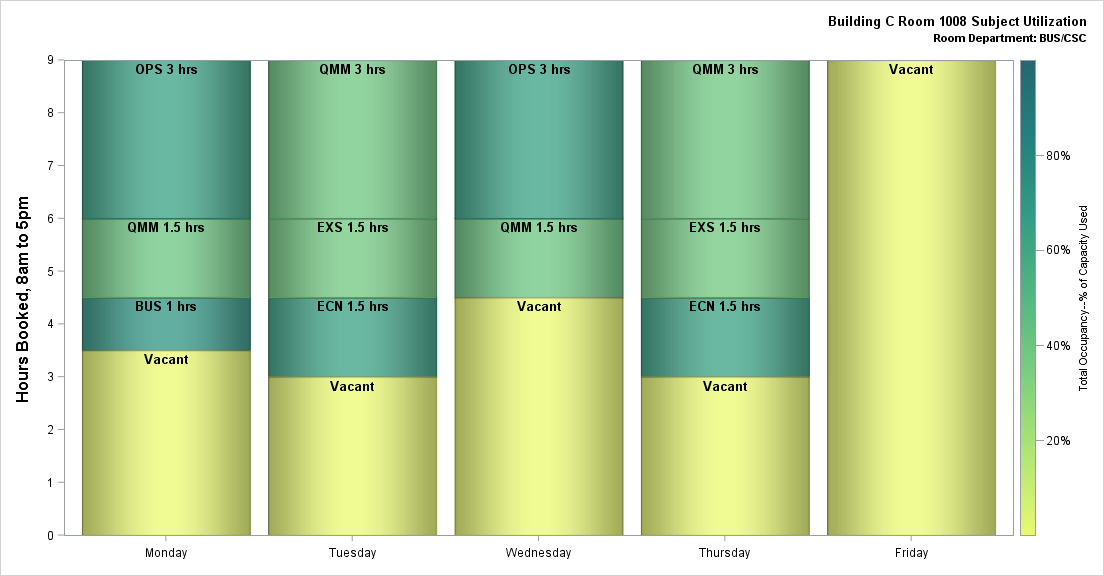 Building C Room 1008 Subject Utilization
Room Department: BUS/CSC
Hours Booked, 8am to 5pm
9
8
7
6
5
4
3
2
1
0
OPS 3 hrs
QMM 1.5 hrs
BUS 1 hrs
Vacant
QMM 3 hrs
EXS 1.5 hrs
ECN 1.5 hrs
Vacant
OPS 3 hrs
QMM 1.5 hrs
Vacant
QMM 3 hrs
EXS 1.5 hrs
ECN 1.5 hrs
Vacant
Vacant
Monday
Tuesday
Wednesday
Thursday
Friday
80%
60%
40%
20%
Total Occupancy--% of Capacity Used